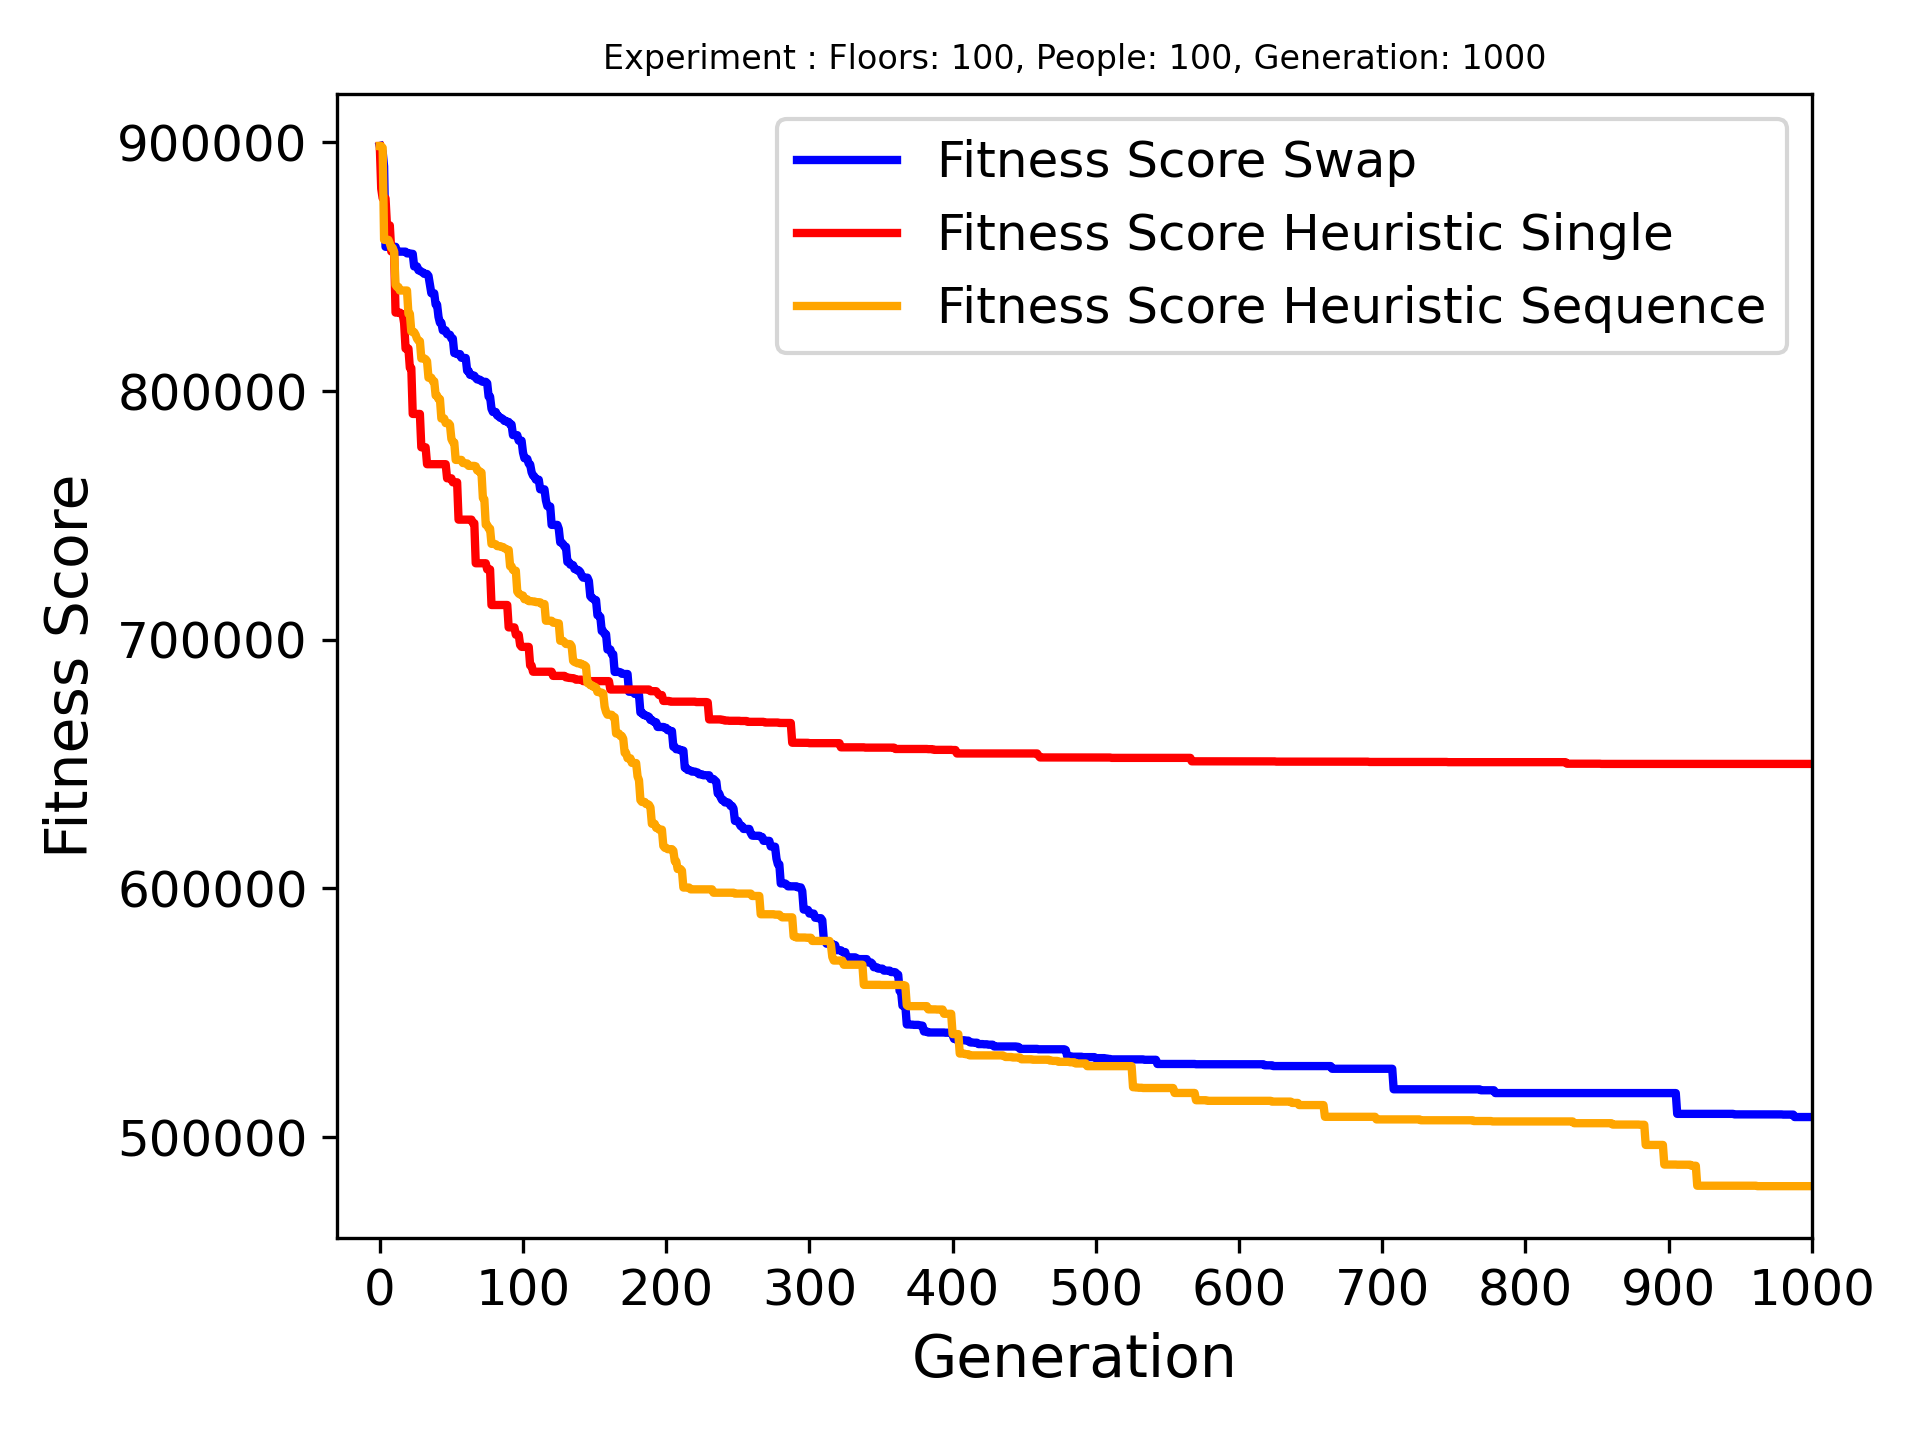 Experiment : Floors: 100, People: 100, Generation: 1000
Fitness Score Swap
Fitness Score Heuristic Single
Fitness Score Heuristic Sequence
Fitness Score
900000
800000
700000
600000
500000
0 100 200 300 400 500 600 700 800 900 1000
Generation